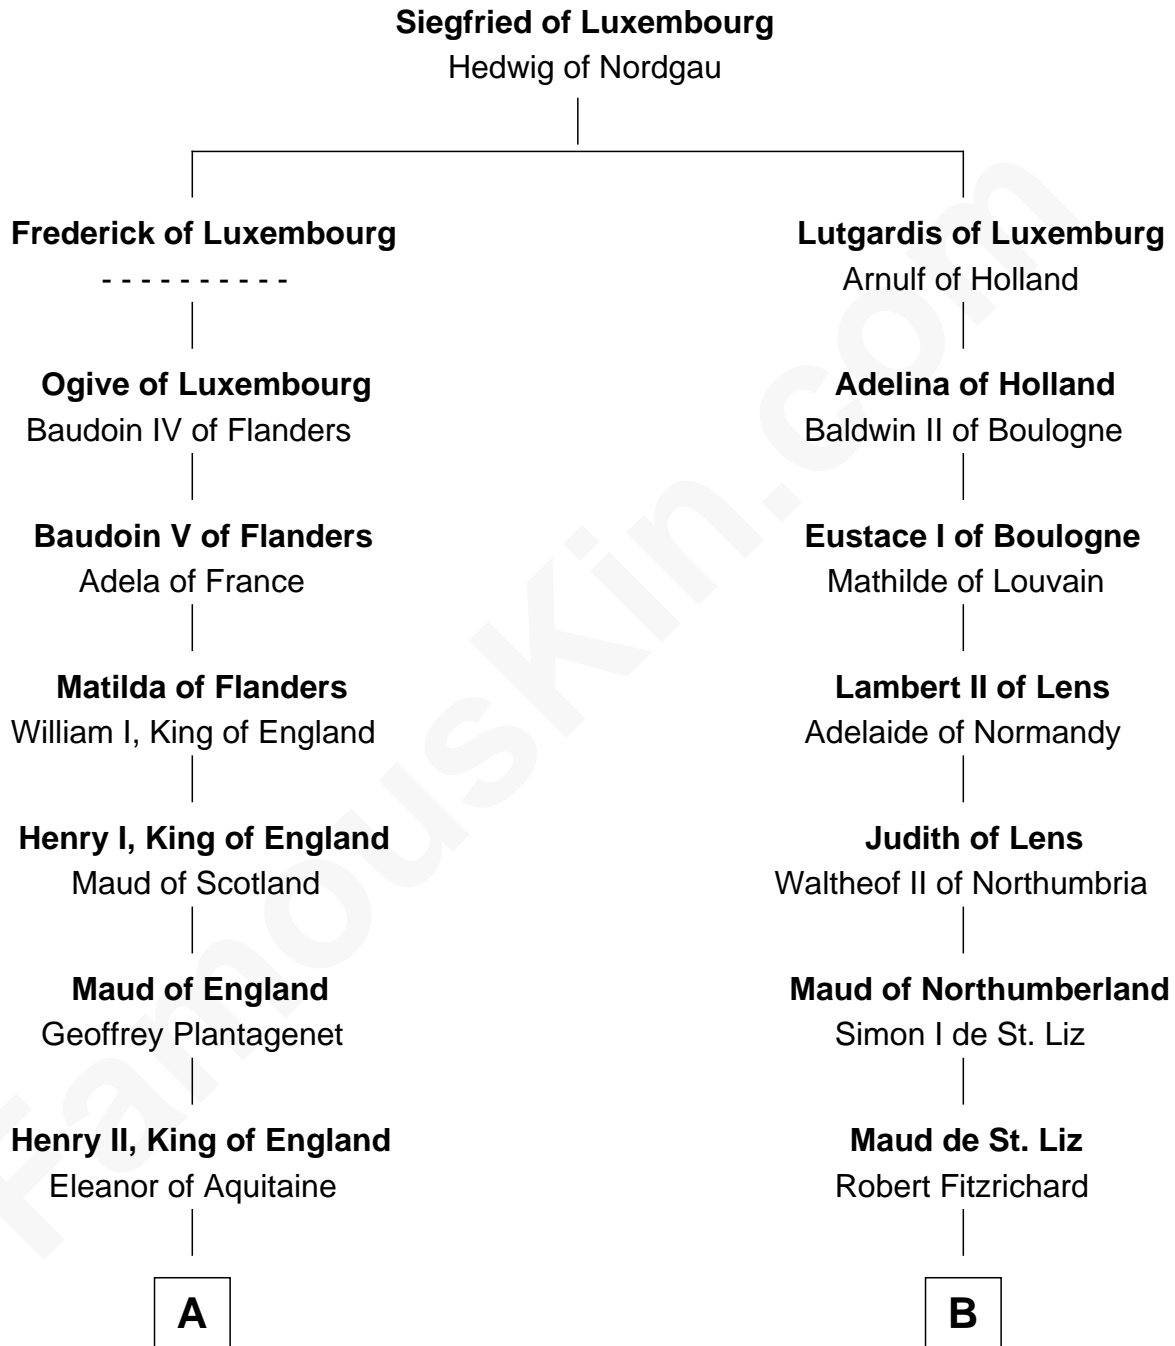 Siegfried of Luxembourg
Hedwig of Nordgau
Frederick of Luxembourg
- - - - - - - - - -
Ogive of Luxembourg
Baudoin IV of Flanders
Baudoin V of Flanders
Adela of France
Matilda of Flanders
William I, King of England
Henry I, King of England
Maud of Scotland
Maud of England
Geoffrey Plantagenet
Henry II, King of England
Eleanor of Aquitaine
A
Lutgardis of Luxemburg
Arnulf of Holland
Adelina of Holland
Baldwin II of Boulogne
Eustace I of Boulogne
Mathilde of Louvain
Lambert II of Lens
Adelaide of Normandy
Judith of Lens
Waltheof II of Northumbria
Maud of Northumberland
Simon I de St. Liz
Maud de St. Liz
Robert Fitzrichard
B
FamousKin.com